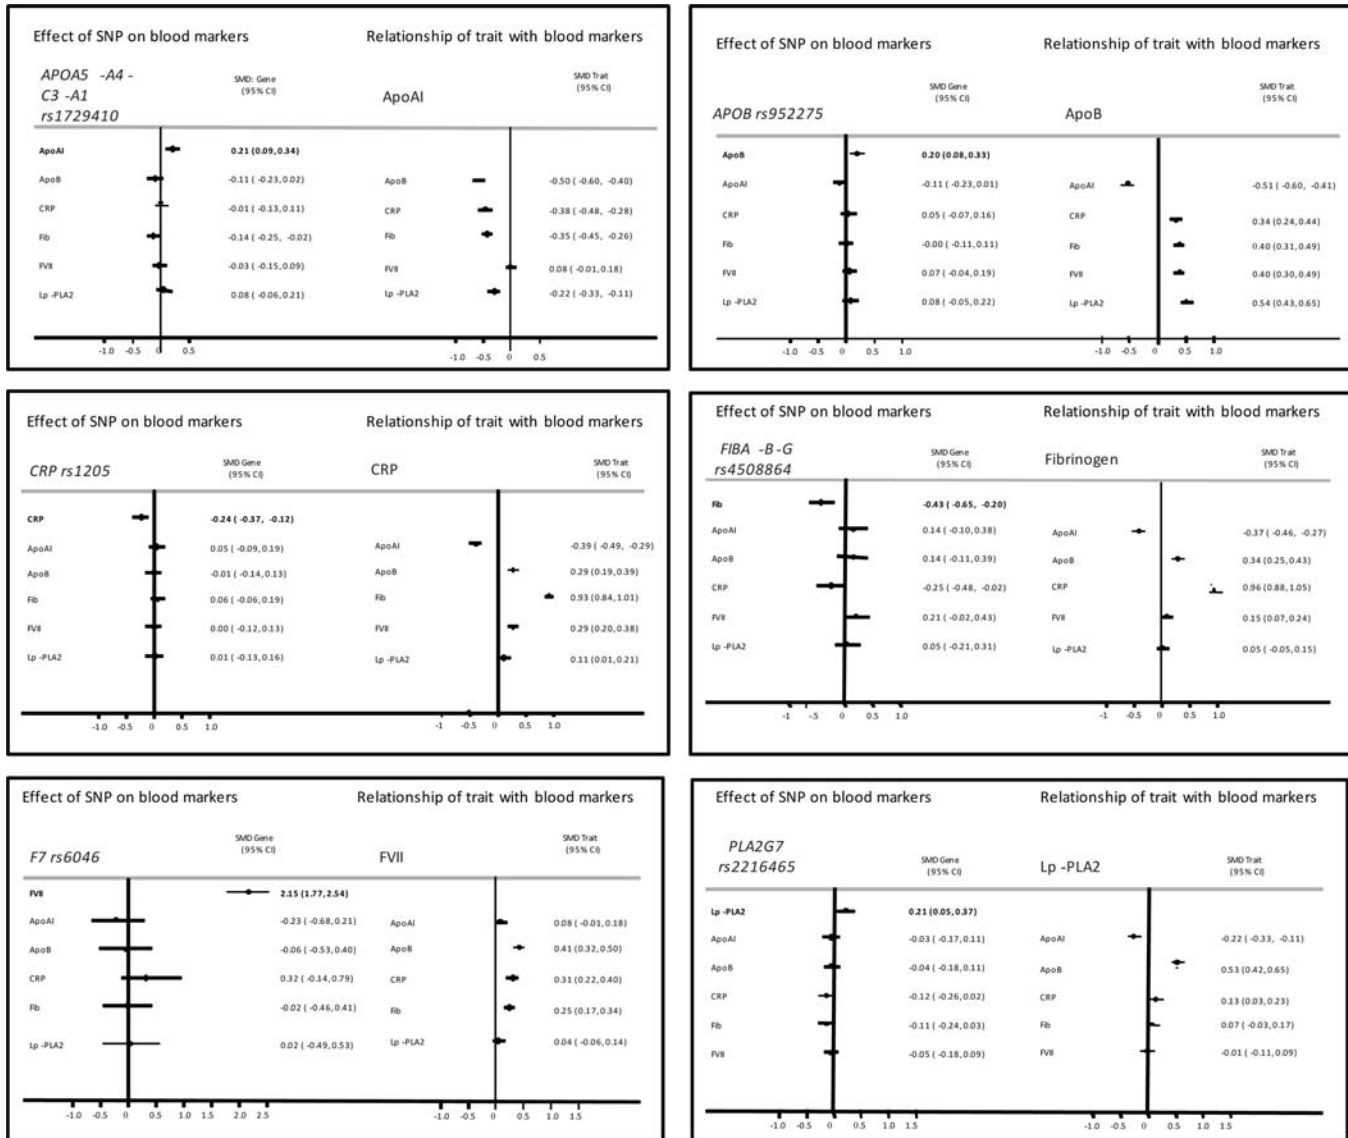 Effect of SNP on blood markers Relationship of trait with blood markers
APOA5 -A4 - SMD: Gene SMD Trait
C3 -A1 (95% CI) ApoAI (95% CI)
rs1729410
ApoAI 0.21 (0.09, 0.34)
ApoB -0.11 ( -0.23, 0.02) ApoB -0.50 ( -0.60, -0.40)
CRP -0.01 ( -0.13, 0.11) CRP -0.38 ( -0.48, -0.28)
Fib -0.14 ( -0.25, -0.02) Fib -0.35 ( -0.45, -0.26)
FVII -0.03 ( -0.15, 0.09) FVII 0.08 ( -0.01, 0.18)
Lp -PLA2 0.08 ( -0.06, 0.21) Lp -PLA2 -0.22 ( -0.33, -0.11)
-1.0 -0.5 0 0.5 -1.0 -0.5 0 0.5
Effect of SNP on blood markers Relationship of trait with blood markers
SMD Gene SMD Trait
(95% CI) (95% CI)
APOB rs952275 ApoB
ApoB 0.20 (0.08, 0.33)
ApoAI -0.11 ( -0.23, 0.01) ApoAI -0.51 ( -0.60, -0.41)
CRP 0.05 ( -0.07, 0.16) CRP 0.34 (0.24, 0.44)
Fib -0.00 ( -0.11, 0.11) Fib 0.40 (0.31, 0.49)
FVII 0.07 ( -0.04, 0.19) FVII 0.40 (0.30, 0.49)
Lp -PLA2 0.08 ( -0.05, 0.22) Lp -PLA2 0.54 (0.43, 0.65)
-1.0 -0.5 0 0.5 1.0 -1.0 -0.5 0 0.5 1.0
Effect of SNP on blood markers Relationship of trait with blood markers
SMD Gene SMD Trait
CRP rs1205 (95% CI) CRP (95% CI)
CRP -0.24 ( -0.37, -0.12)
ApoAI 0.05 ( -0.09, 0.19) ApoAI -0.39 ( -0.49, -0.29)
ApoB -0.01 ( -0.14, 0.13) ApoB 0.29 (0.19, 0.39)
Fib 0.06 ( -0.06, 0.19) Fib 0.93 (0.84, 1.01)
FVII 0.00 ( -0.12, 0.13) FVII 0.29 (0.20, 0.38)
Lp -PLA2 0.01 ( -0.13, 0.16) Lp -PLA2 0.11 (0.01, 0.21)
-1.0 -0.5 0 0.5 1.0 -1 -0.5 0 0.5 1.0
Effect of SNP on blood markers Relationship of trait with blood markers
FIBA -B -G SMD Gene SMD Trait
rs4508864 (95% CI) Fibrinogen (95% CI)
Fib -0.43 ( -0.65, -0.20)
ApoAI 0.14 ( -0.10, 0.38) ApoAI -0.37 ( -0.46, -0.27)
ApoB 0.14 ( -0.11, 0.39) ApoB 0.34 (0.25, 0.43)
CRP -0.25 ( -0.48, -0.02) CRP 0.96 (0.88, 1.05)
FVII 0.21 ( -0.02, 0.43) FVII 0.15 (0.07, 0.24)
Lp -PLA2 0.05 ( -0.21, 0.31) Lp -PLA2 0.05 ( -0.05, 0.15)
-1 -.5 0 0.5 1.0 -1 -0.5 0 0.5 1.0
Effect of SNP on blood markers Relationship of trait with blood markers
SMD Gene SMD Trait
F7 rs6046 (95% CI) FVII (95% CI)
FVII 2.15 (1.77, 2.54)
ApoAI -0.23 ( -0.68, 0.21) ApoAI 0.08 ( -0.01, 0.18)
ApoB -0.06 ( -0.53, 0.40) ApoB 0.41 (0.32, 0.50)
CRP 0.32 ( -0.14, 0.79) CRP 0.31 (0.22, 0.40)
Fib -0.02 ( -0.46, 0.41) Fib 0.25 (0.17, 0.34)
Lp -PLA2 0.02 ( -0.49, 0.53) Lp -PLA2 0.04 ( -0.06, 0.14)
-1.0 -0.5 0 0.5 1.0 1.5 2.0 2.5 -1.0 -0.5 0 0.5 1.0 1.5
Effect of SNP on blood markers Relationship of trait with blood markers
PLA2G7 SMD Gene SMD Trait
rs2216465 (95% CI) Lp -PLA2 (95% CI)
Lp -PLA2 0.21 (0.05, 0.37)
ApoAI -0.03 ( -0.17, 0.11) ApoAI -0.22 ( -0.33, -0.11)
ApoB -0.04 ( -0.18, 0.11) ApoB 0.53 (0.42, 0.65)
CRP -0.12 ( -0.26, 0.02) CRP 0.13 (0.03, 0.23)
Fib -0.11 ( -0.24, 0.03) Fib 0.07 ( -0.03, 0.17)
FVII -0.05 ( -0.18, 0.09) FVII -0.01 ( -0.11, 0.09)
-1.0 -0.5 0 0.5 1.0 1.5 -1.0 -0.5 0 0.5 1.0 1.5